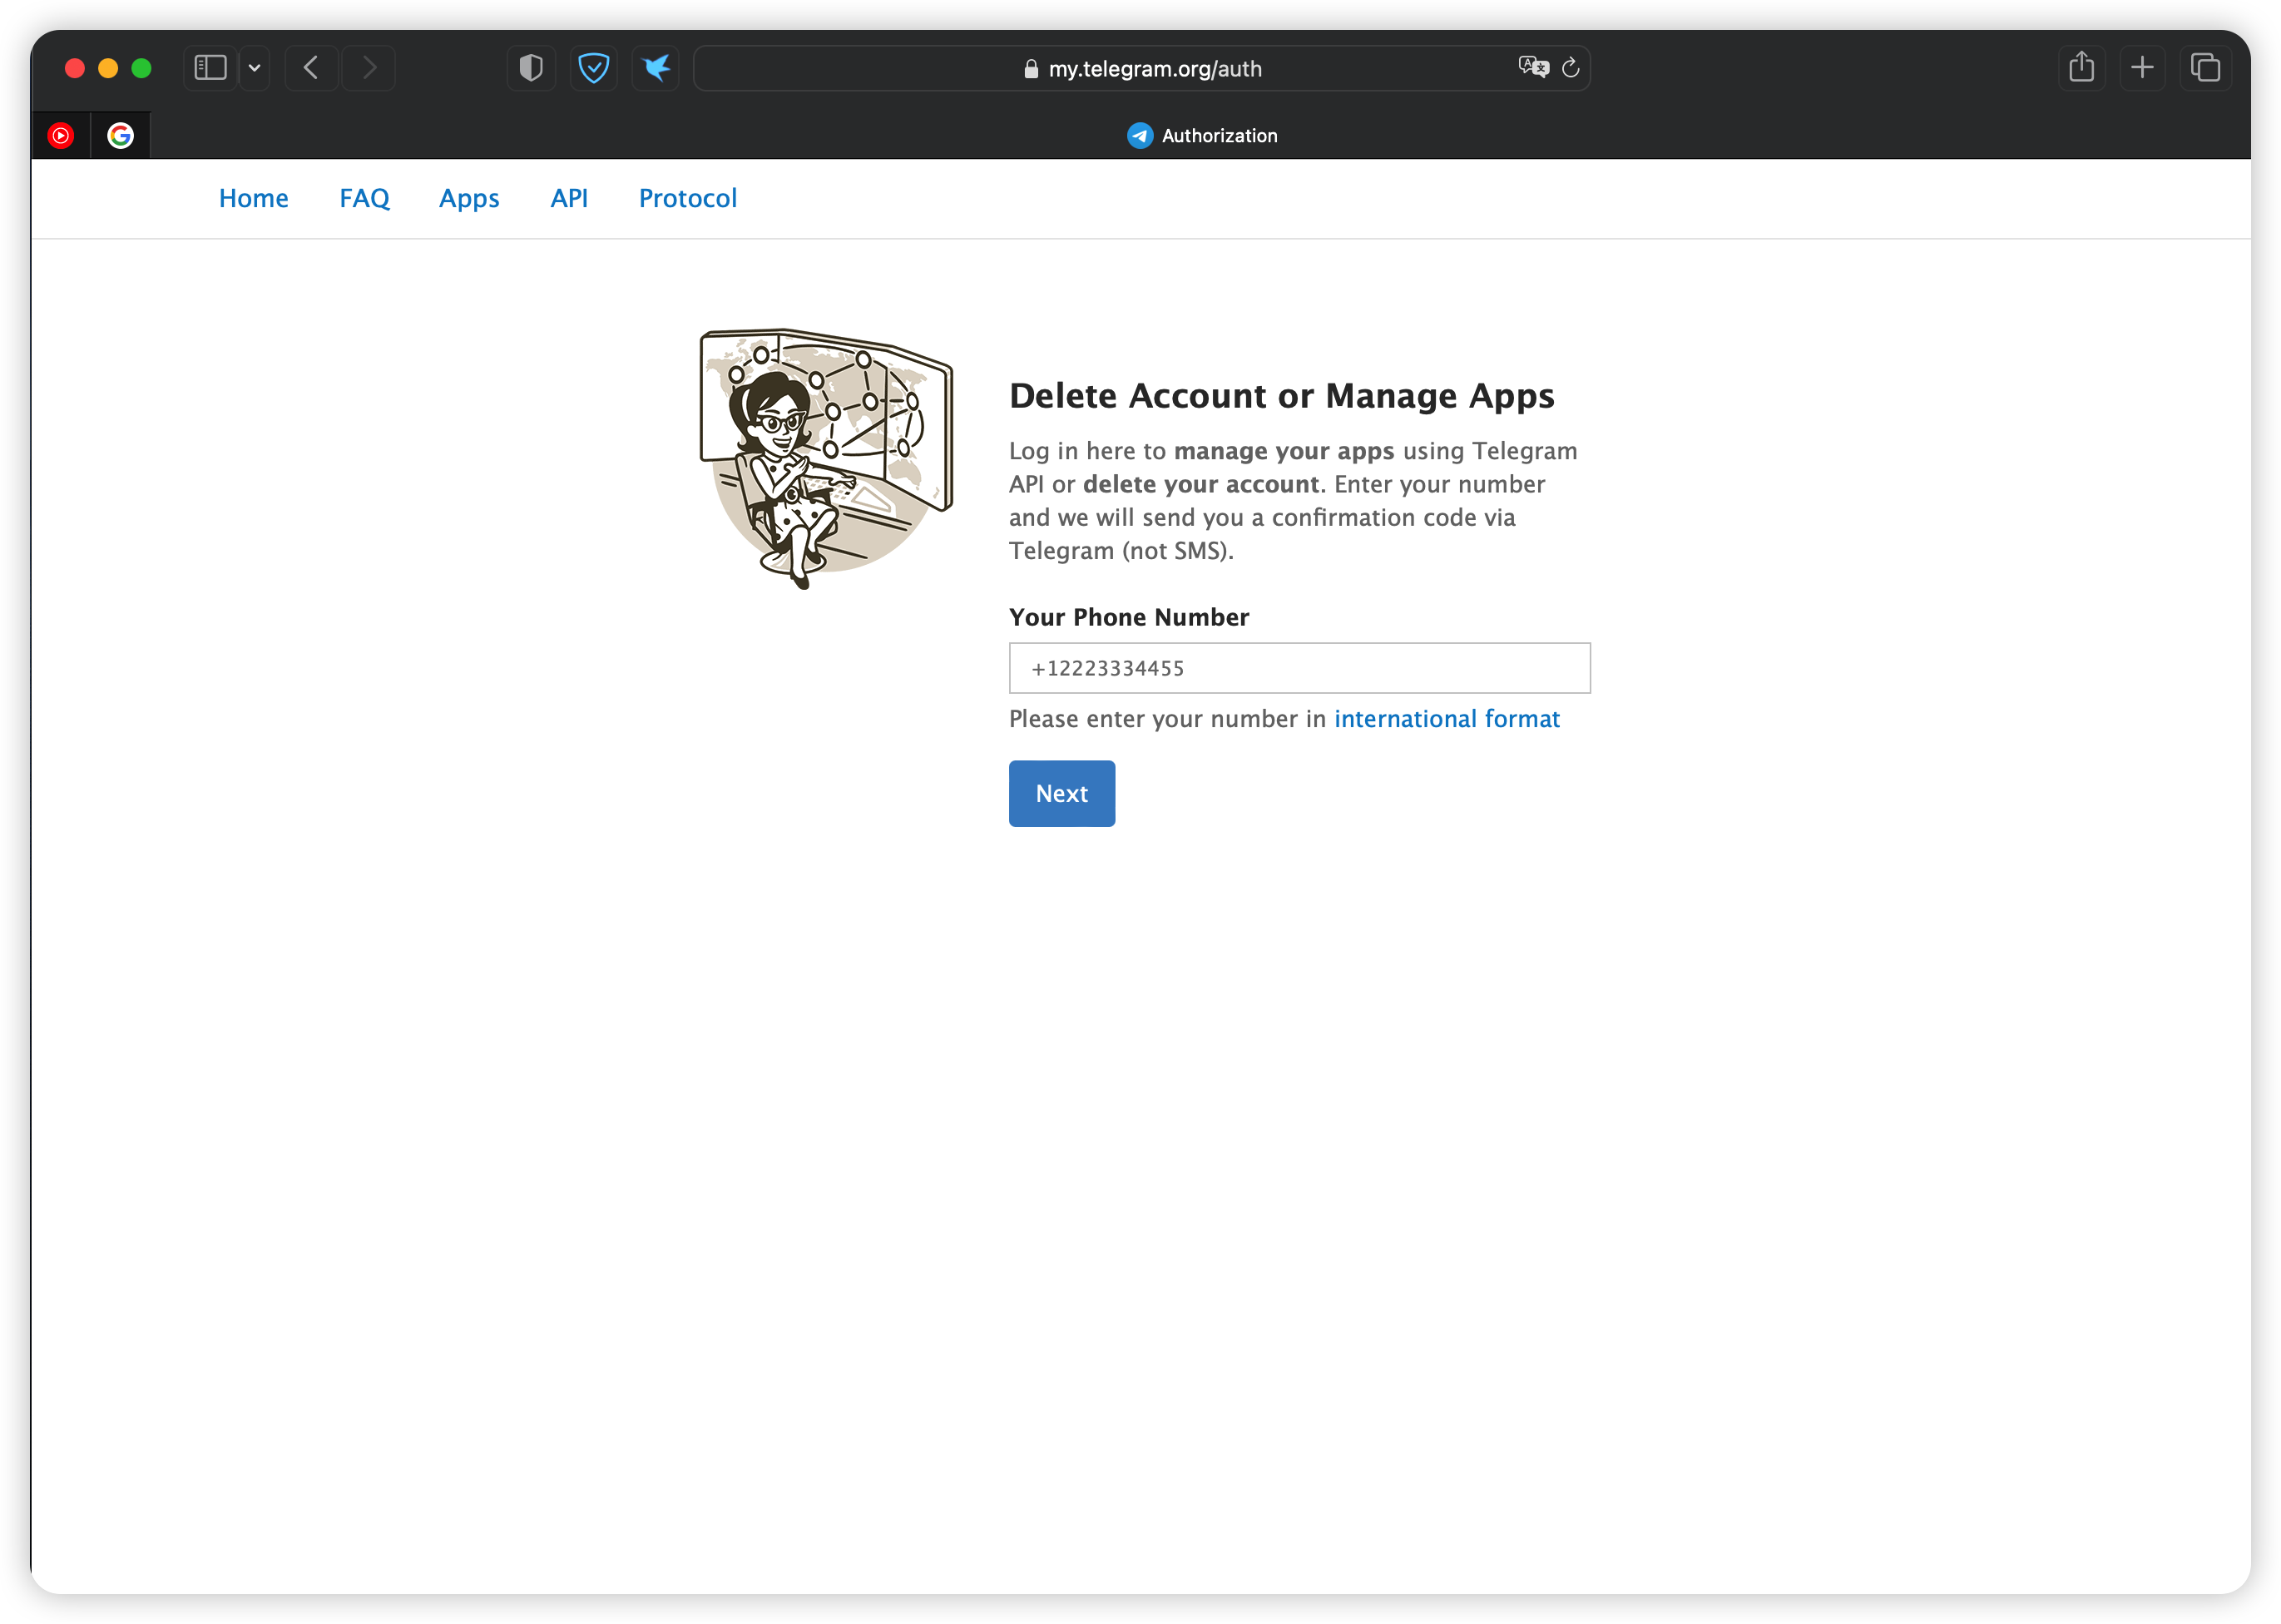 my.telegram.org/auth
Authorization
Home FAQ Apps API Protocol
Delete Account or Manage Apps
Log in here to manage your apps using Telegram
API or delete your account. Enter your number
and we will send you a confirmation code via
Telegram (not SMS).
Your Phone Number
+12223334455
Please enter your number in international format
Next